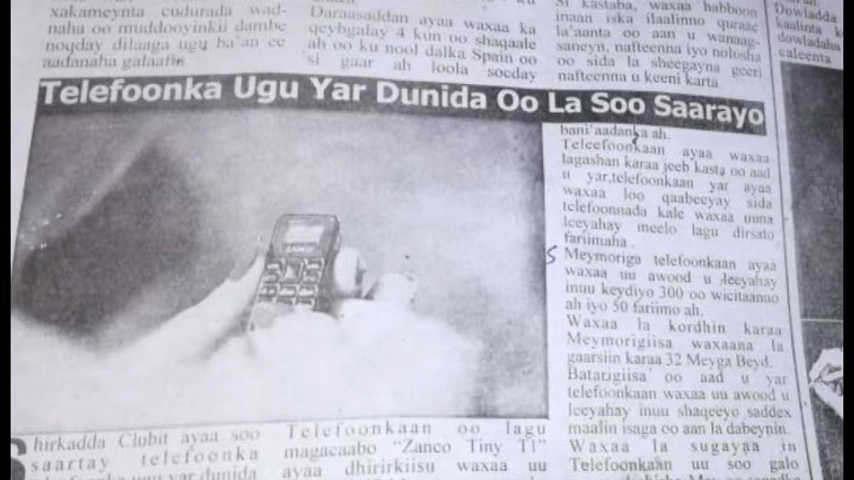 xakameynta cudurada wad-
naha oo muddooyinkii dambe
noqday dilaaga ugu ba'an ee
aadanaha galaafta.
Daraasaddan ayaa waxaa ka
qeybgalay 4 kun oo shaqaale
ah oo ku nool dalka Spain oo
si gaar ah loola socday
Si kastaba, waxaa habboon
inaan iska ilaalinno quraac
la'aanta oo aan u wanaag-
saneyn, nafteenna iyo nolosha
oo sida la sheegayna geeri
nafteenna u keeni karta.
Dowladda
kaalinta k
dowladaha
caleenta
Telefoonka Ugu Yar Dunida Oo La Soo Saarayo
Shirkadda Clubit ayaa soo
saartay telefoonka
ugu yar dunida
Telefoonkaan oo lagu
magacaabo "Zanco Tiny T1"
ayaa dhirirkiisu waxaa uu
bani'aadanka ah.
Teleefoonkaan ayaa waxaa
lagashan karaa jeeb kasta oo aad
u yar,telefoonkaan yar ayaa
waxaa loo qaabeeyay sida
telefoonnada kale waxaa uuna
leeyahay meelo lagu dirsato
fariimaha
Meymoriga telefoonkaan ayaa
waxaa uu awood u leeyahay
inuu keydiyo 300 oo wicitaanao
ah iyo 50 fariimo ah.
Waxaa la kordhin karaa
Meymorigiisa waxaana la
gaarsiin karaa 32 Meyga Beyd.
Batarigiisa oo aad u yar
telefoonkaan waxaa uu awood u
leeyahay inuu shaqeeyo saddex
maalin isaga oo aan la dabeynin.
Waxaa la sugayaa in
Telefoonkaan uu soo galo